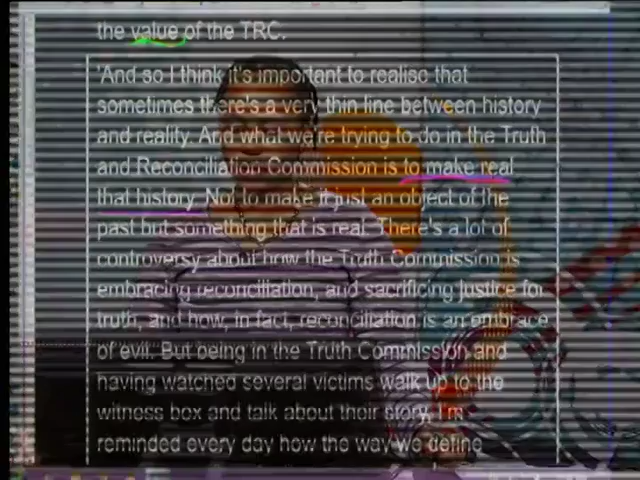 the value of the TRC.
'And so I think it's important to realise that
sometimes there's a very thin line between history
and reality. And what we're trying to do in the Truth
and Reconciliation Commission is to make real
that history. Not to make it just an object of the
past but something that is real. There's a lot of
controversy about how the Truth Commission is
embracing reconciliation, and sacrificing justice for
truth, and how, in fact, reconciliation is an embrace
of evil. But being in the Truth Commission and
having watched several victims walk up to the
witness box and talk about their story, I'm
reminded every day how the way we define